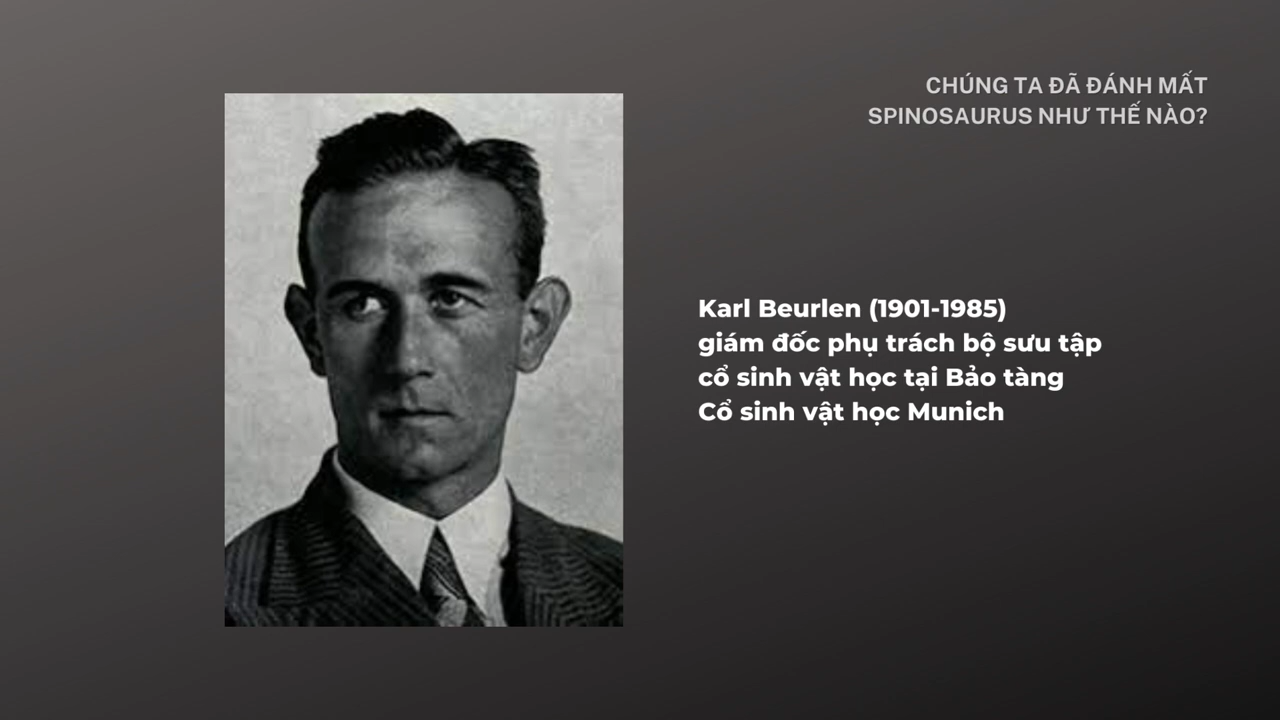 CHÚNG TA ĐÃ ĐÁNH MẤT
SPINOSAURUS NHƯ THẾ NÀO?
Karl Beurlen (1901-1985)
giám đốc phụ trách bộ sưu tập
cổ sinh vật học tại Bảo tàng
Cổ sinh vật học Munich